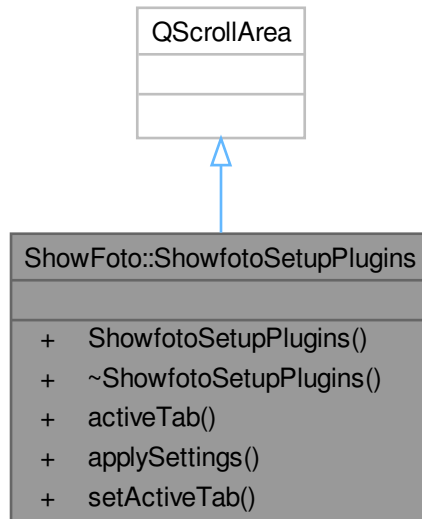 QScrollArea
ShowFoto::ShowfotoSetupPlugins
+ ShowfotoSetupPlugins()
+ ~ShowfotoSetupPlugins()
+ activeTab()
+ applySettings()
+ setActiveTab()